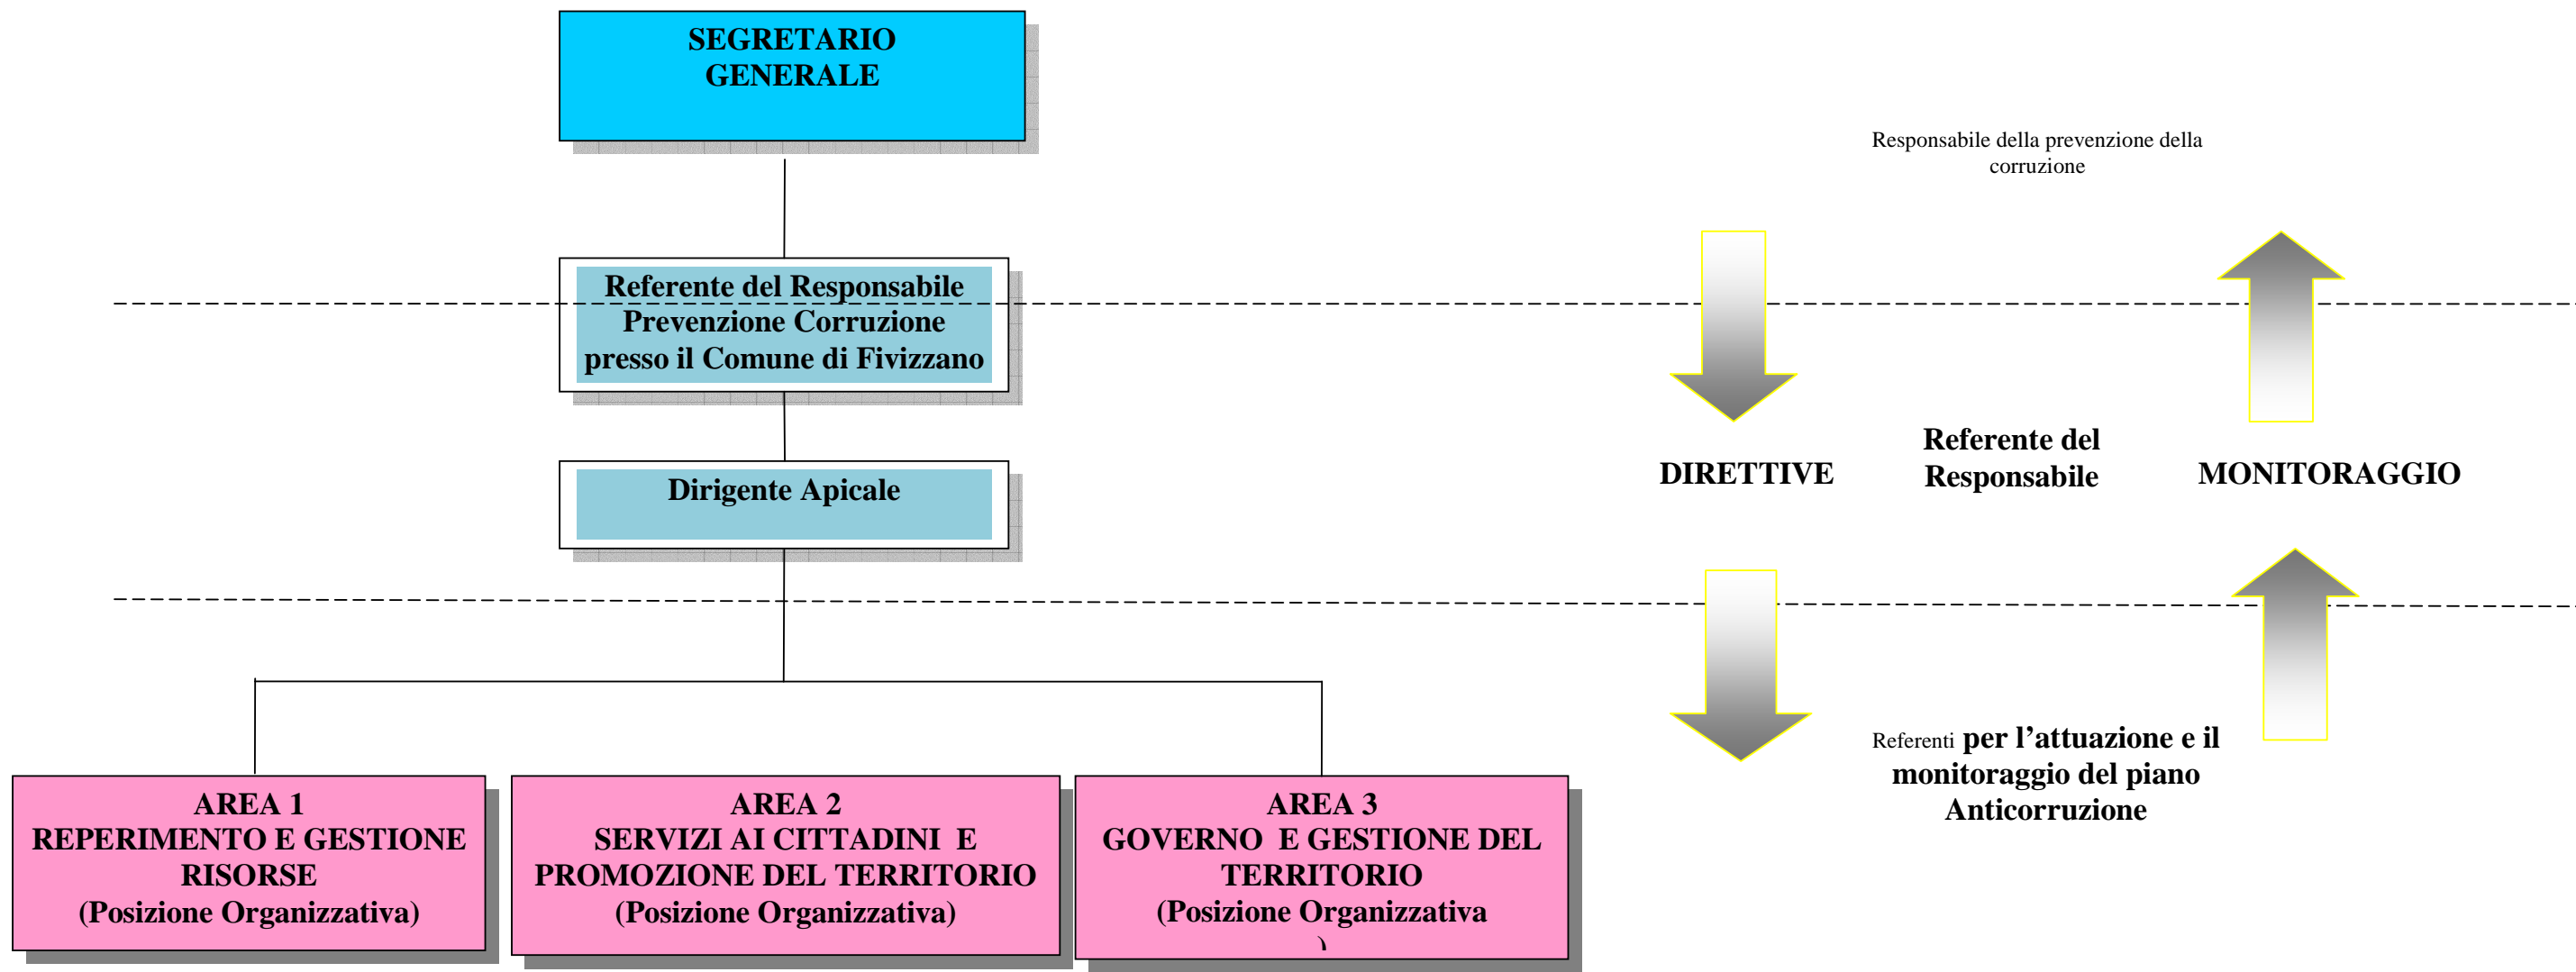 SEGRETARIO
GENERALE
Responsabile della prevenzione della
corruzione
Referente del Responsabile
Prevenzione Corruzione
presso il Comune di Fivizzano
Dirigente Apicale
DIRETTIVE
Referente del
Responsabile
MONITORAGGIO
Referenti per l’attuazione e il
monitoraggio del piano
Anticorruzione
AREA 1
REPERIMENTO E GESTIONE
RISORSE
(Posizione Organizzativa)
AREA 2
SERVIZI AI CITTADINI E
PROMOZIONE DEL TERRITORIO
(Posizione Organizzativa)
AREA 3
GOVERNO E GESTIONE DEL
TERRITORIO
(Posizione Organizzativa
)